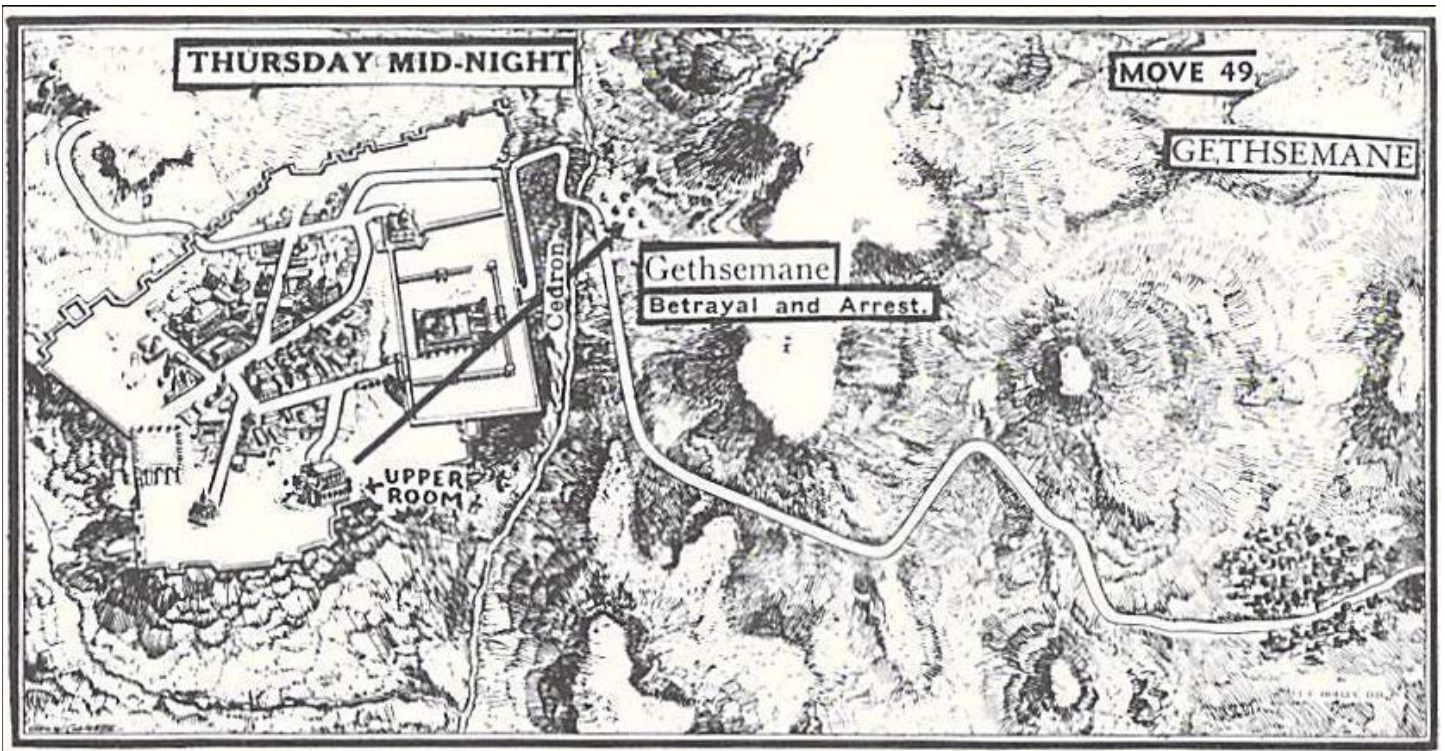 THURSDAY MID-NIGHT
MOVE 49
GETHSEMANE
Cedron
Gethsemane
Betrayal and Arrest.
UPPER
ROOM